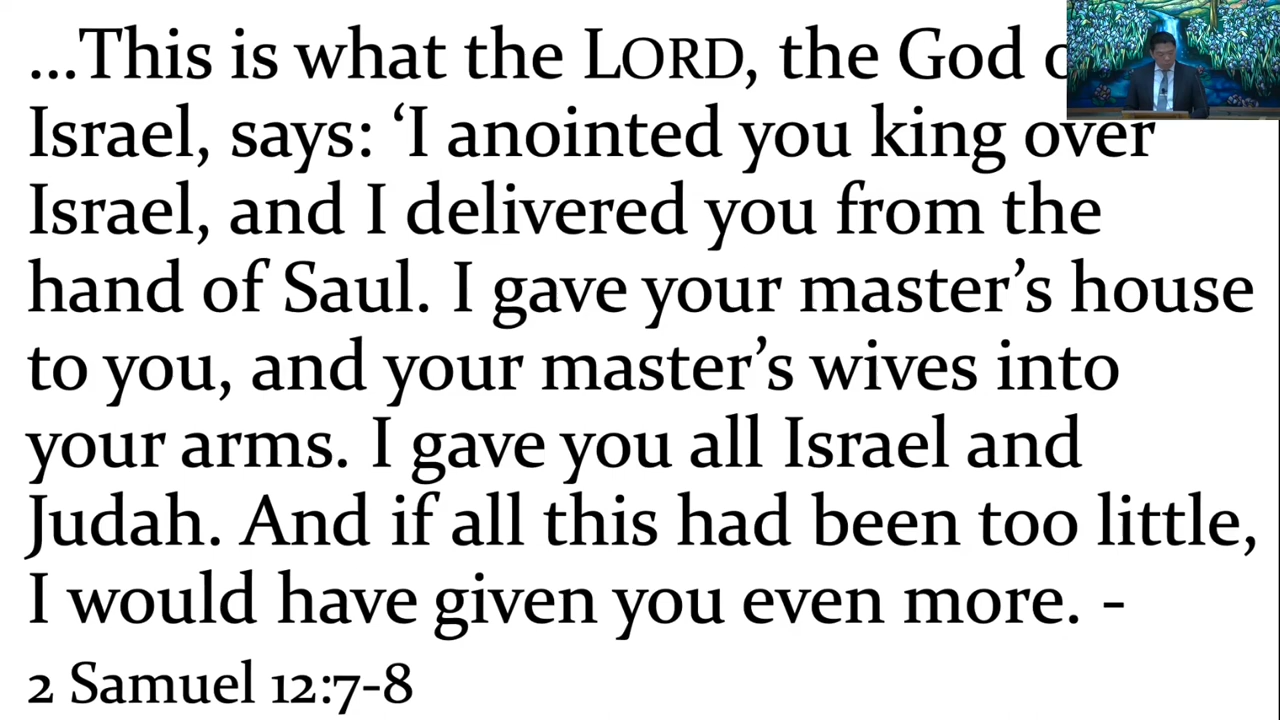 ...This is what the LORD, the God
Israel, says: ‘I anointed you king over
Israel, and I delivered you from the
hand of Saul. I gave your master’s house
to you, and your master’s wives into
your arms. I gave you all Israel and
Judah. And if all this had been too little,
I would have given you even more. -
2 Samuel 12:7-8